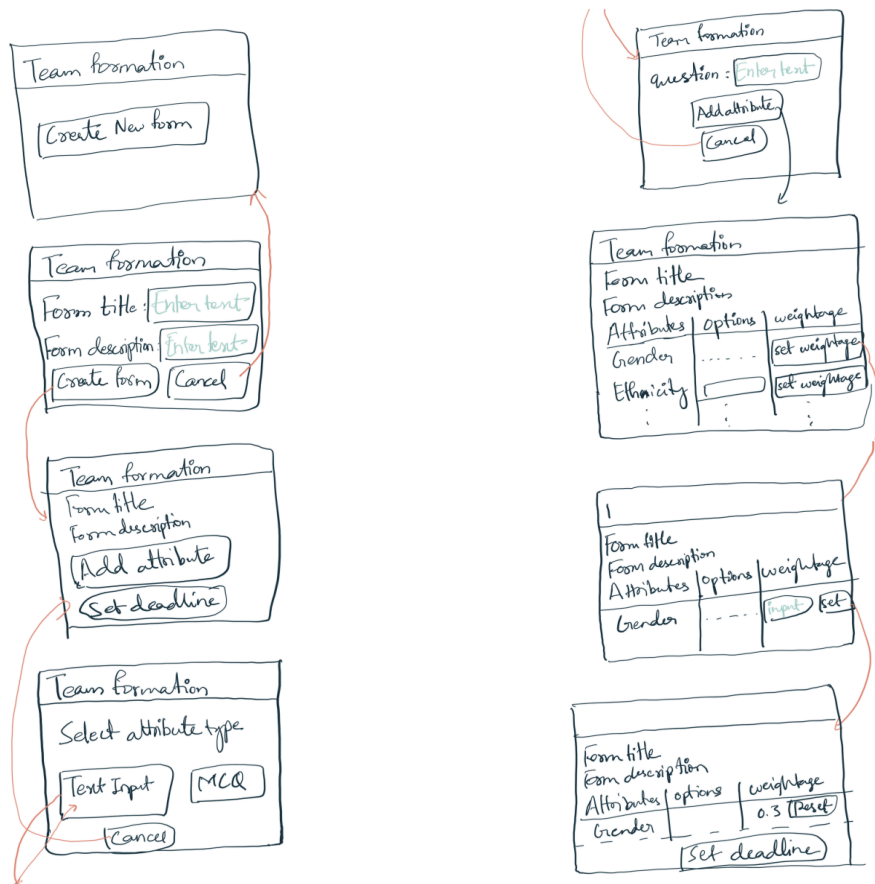 Team formation
Create New form
Team formation
Form title: Enter text
Form description: Enter text
Create form Cancel
Team formation
Form title
Form description
Add attribute
Set deadline
Team formation
Select attribute type
Text Input MCQ
Cancel
Team formation
question: Enter text
Add attribute
Cancel
Team formation
Form title
Form description
Attributes options weightage
Gender set weightage
Ethnicity set weightage
Form title
Form description
Attributes options weightage
Gender input set
Form title
Form description
Attributes options weightage
Gender 0.3 Reset
Set deadline